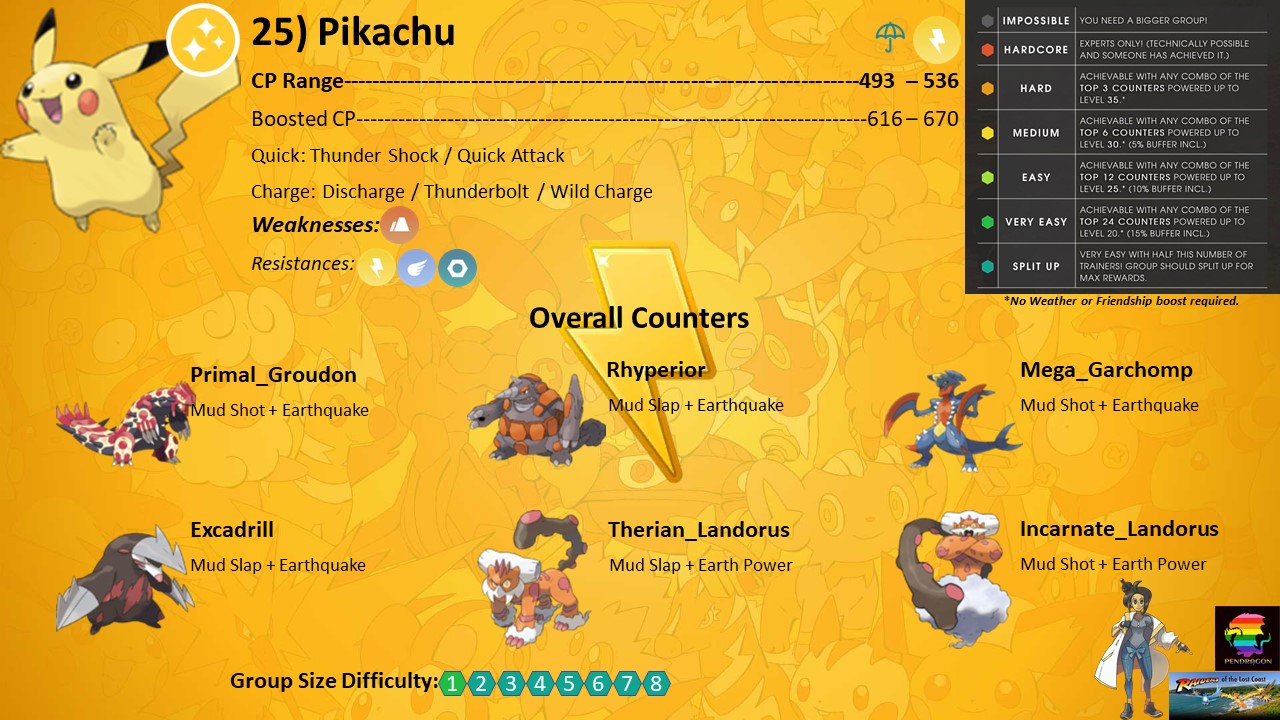 25) Pikachu
CP Range-----------------------------------------------------------------------------493 – 536
Boosted CP-----------------------------------------------------------------------------616 – 670
Quick: Thunder Shock / Quick Attack
Charge: Discharge / Thunderbolt / Wild Charge
Weaknesses:
Resistances:
IMPOSSIBLE YOU NEED A BIGGER GROUP!
HARDCORE EXPERTS ONLY! (TECHNICALLY POSSIBLE
AND SOMEONE HAS ACHIEVED IT.)
HARD ACHIEVABLE WITH ANY COMBO OF THE
TOP 3 COUNTERS POWERED UP TO
LEVEL 35.*
MEDIUM ACHIEVABLE WITH ANY COMBO OF THE
TOP 6 COUNTERS POWERED UP TO
LEVEL 30.* (5% BUFFER INCL.)
EASY ACHIEVABLE WITH ANY COMBO OF THE
TOP 12 COUNTERS POWERED UP TO
LEVEL 25.* (10% BUFFER INCL.)
VERY EASY ACHIEVABLE WITH ANY COMBO OF THE
TOP 24 COUNTERS POWERED UP TO
LEVEL 20.* (15% BUFFER INCL.)
SPLIT UP VERY EASY WITH HALF THIS NUMBER OF
TRAINERS! GROUP SHOULD SPLIT UP FOR
MAX REWARDS.
*No Weather or Friendship boost required.
Overall Counters
Primal_Groudon
Mud Shot + Earthquake
Rhyperior
Mud Slap + Earthquake
Mega_Garchomp
Mud Shot + Earthquake
Excadrill
Mud Slap + Earthquake
Therian_Landorus
Mud Slap + Earth Power
Incarnate_Landorus
Mud Shot + Earth Power
Group Size Difficulty: 1 2 3 4 5 6 7 8
PENDRAGON
RAIDERS of the Lost Coast